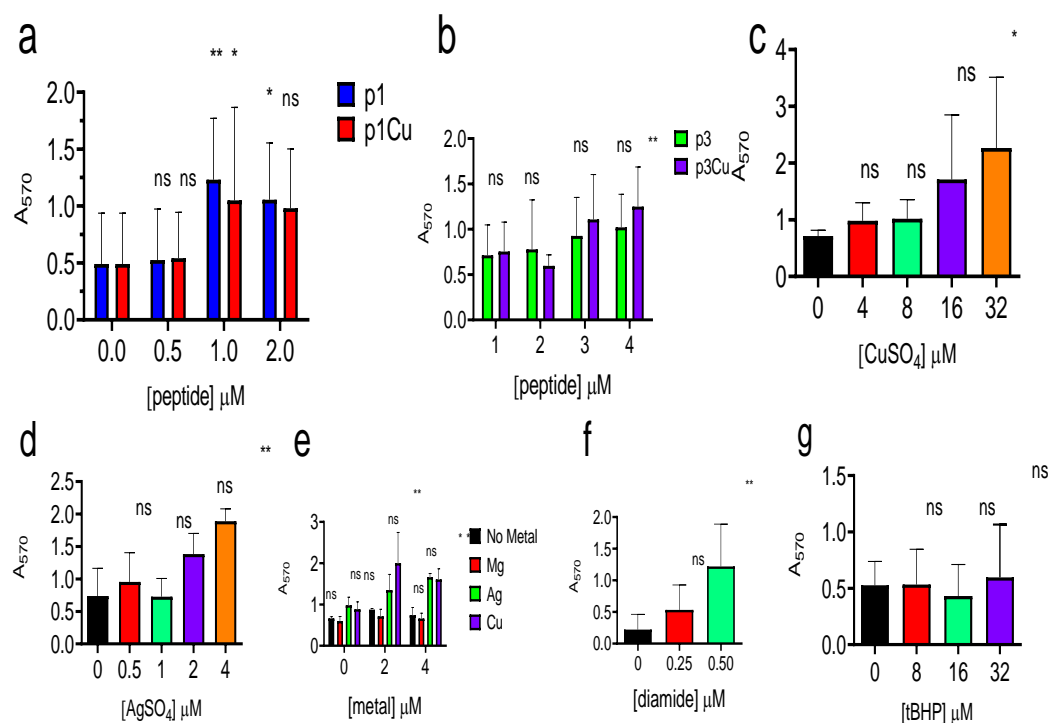 a
** *
* ns
ns ns
2.0
1.5
1.0
0.5
0.0
A570
0.0 0.5 1.0 2.0
[peptide] μM
p1
p1Cu
b
ns ns ns ns **
2.0
1.5
1.0
0.5
0.0
A570
1 2 3 4
[peptide] μM
p3
p3Cu
c
*
ns
ns ns
4
3
2
1
0
A570
0 4 8 16 32
[CuSO4] μM
d
**
ns
ns ns
2.5
2.0
1.5
1.0
0.5
0.0
A570
0 0.5 1 2 4
[AgSO4] μM
e
**
ns
* *
ns
ns ns ns
ns
3
2
1
0
A570
0 2 4
[metal] μM
No Metal
Mg
Ag
Cu
f
**
ns
2.0
1.5
1.0
0.5
0.0
A570
0 0.25 0.50
[diamide] μM
g
ns
ns ns
1.5
1.0
0.5
0.0
A570
0 8 16 32
[tBHP] μM